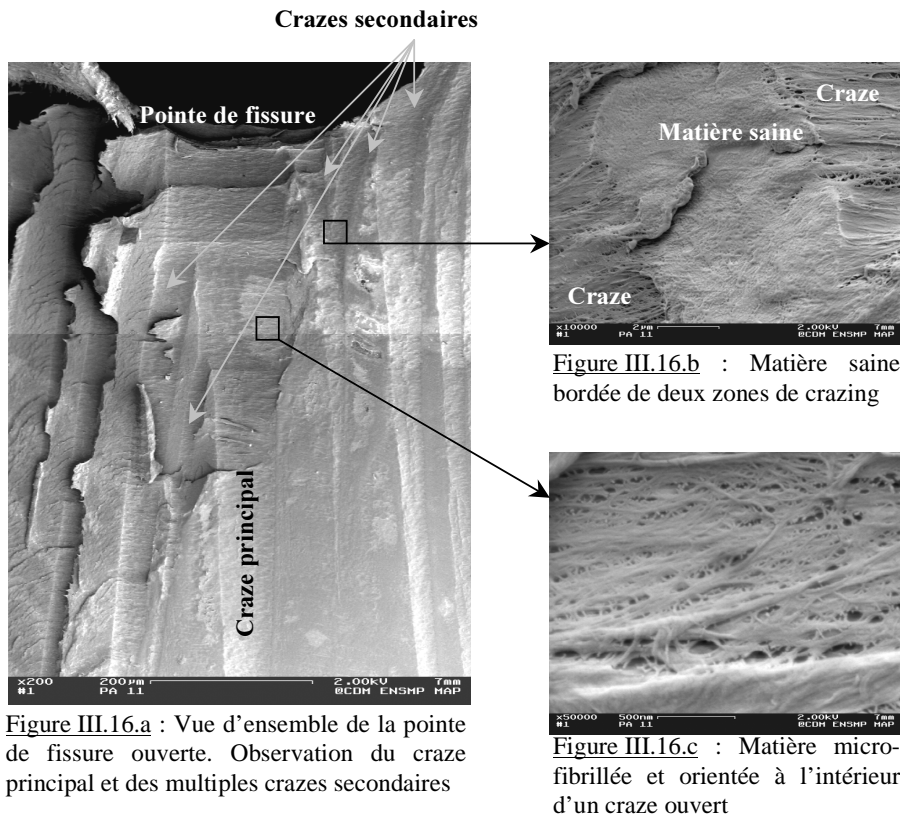 Crazes secondaires
Pointe de fissure
Craze principal
x200 200µm 2.00kV 7mm
#1 PA 11 @CDM ENSMP MAP
Figure III.16.a : Vue d'ensemble de la pointe
de fissure ouverte. Observation du craze
principal et des multiples crazes secondaires
Craze
Matière saine
Craze
x10000 2µm 2.00kV 7mm
#1 PA 11 @CDM ENSMP MAP
Figure III.16.b : Matière saine
bordée de deux zones de crazing
x50000 500nm 2.00kV 7mm
#1 PA 11 @CDM ENSMP MAP
Figure III.16.c : Matière micro-
fibrillée et orientée à l'intérieur
d'un craze ouvert